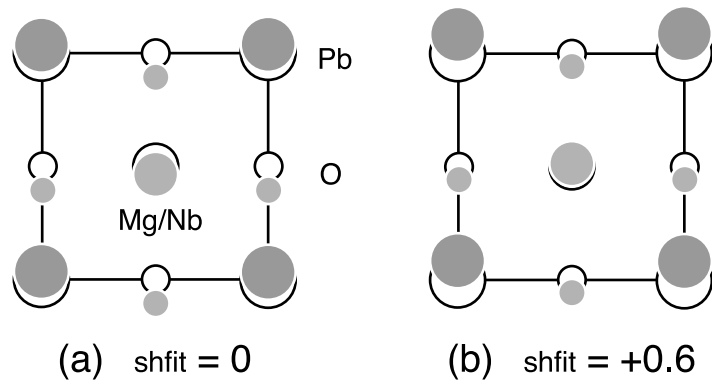 Pb
O
Mg/Nb
(a) shfit = 0
(b) shfit = +0.6